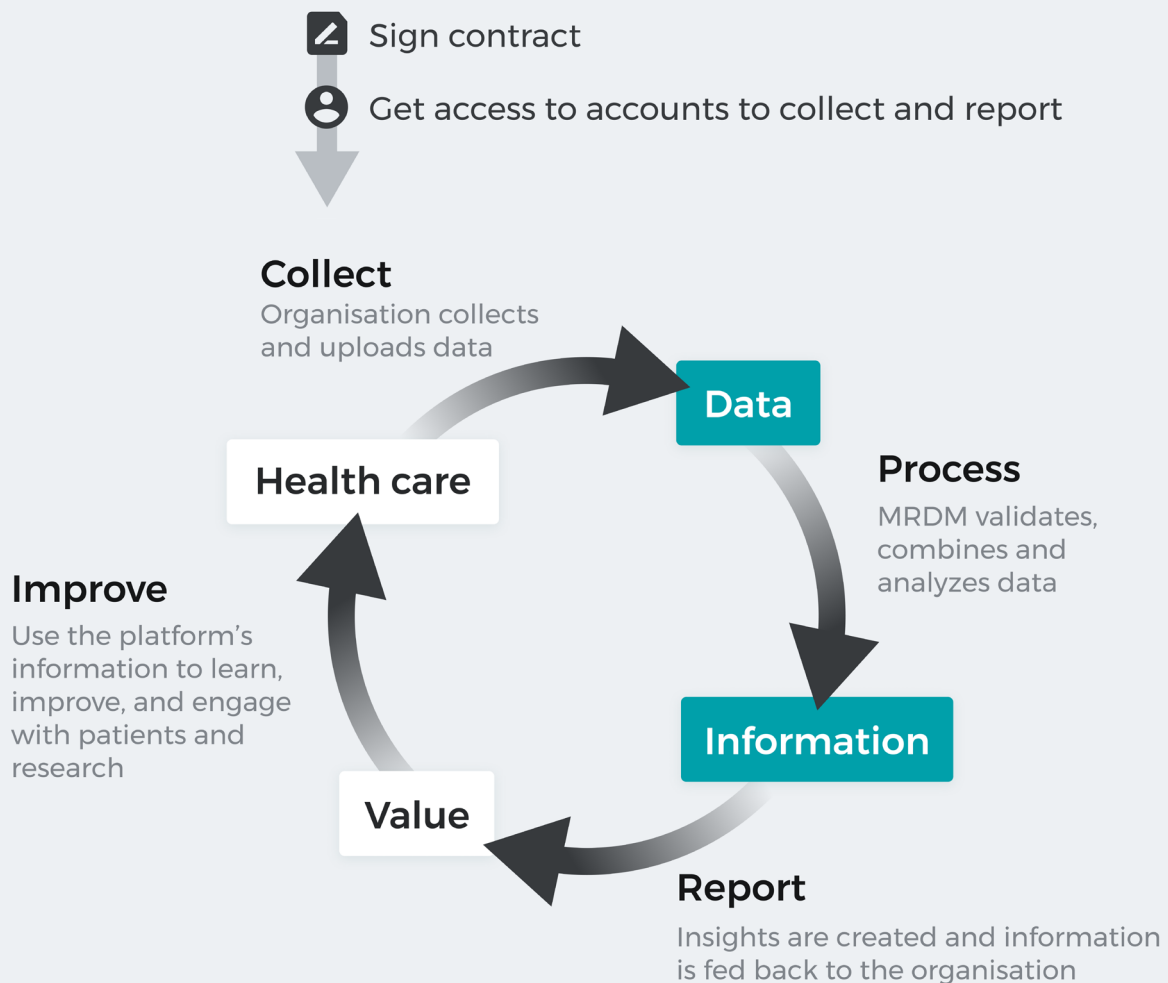 Sign contract
Get access to accounts to collect and report
Collect
Organisation collects
and uploads data
Data
Health care
Process
MRDM validates,
combines and
analyzes data
Improve
Use the platform’s
information to learn,
improve, and engage
with patients and
research
Information
Value
Report
Insights are created and information
is fed back to the organisation